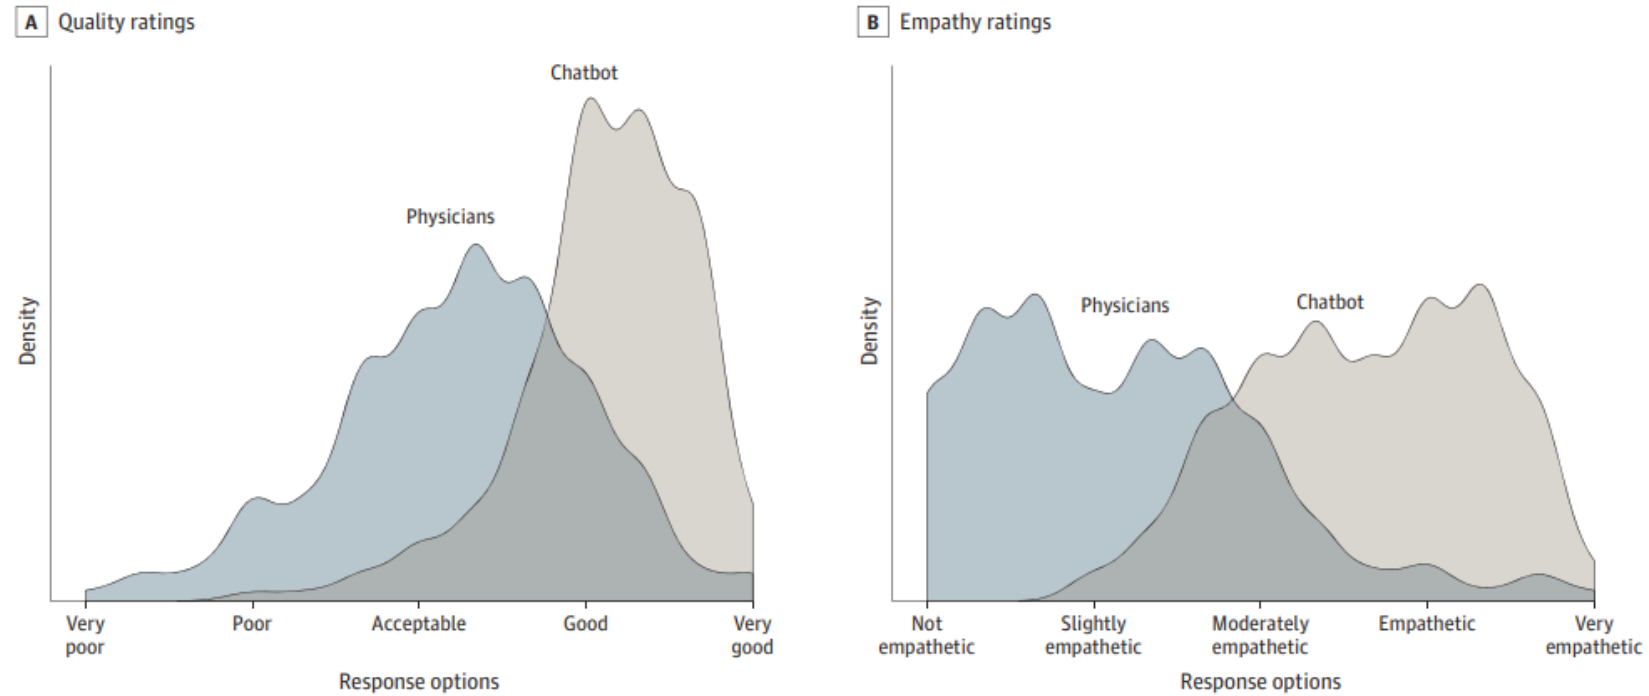 A Quality ratings
Chatbot
Physicians
Density
Very
poor
Poor
Acceptable
Good
Very
good
Response options
B Empathy ratings
Physicians
Chatbot
Density
Not
empathetic
Slightly
empathetic
Moderately
empathetic
Empathetic
Very
empathetic
Response options